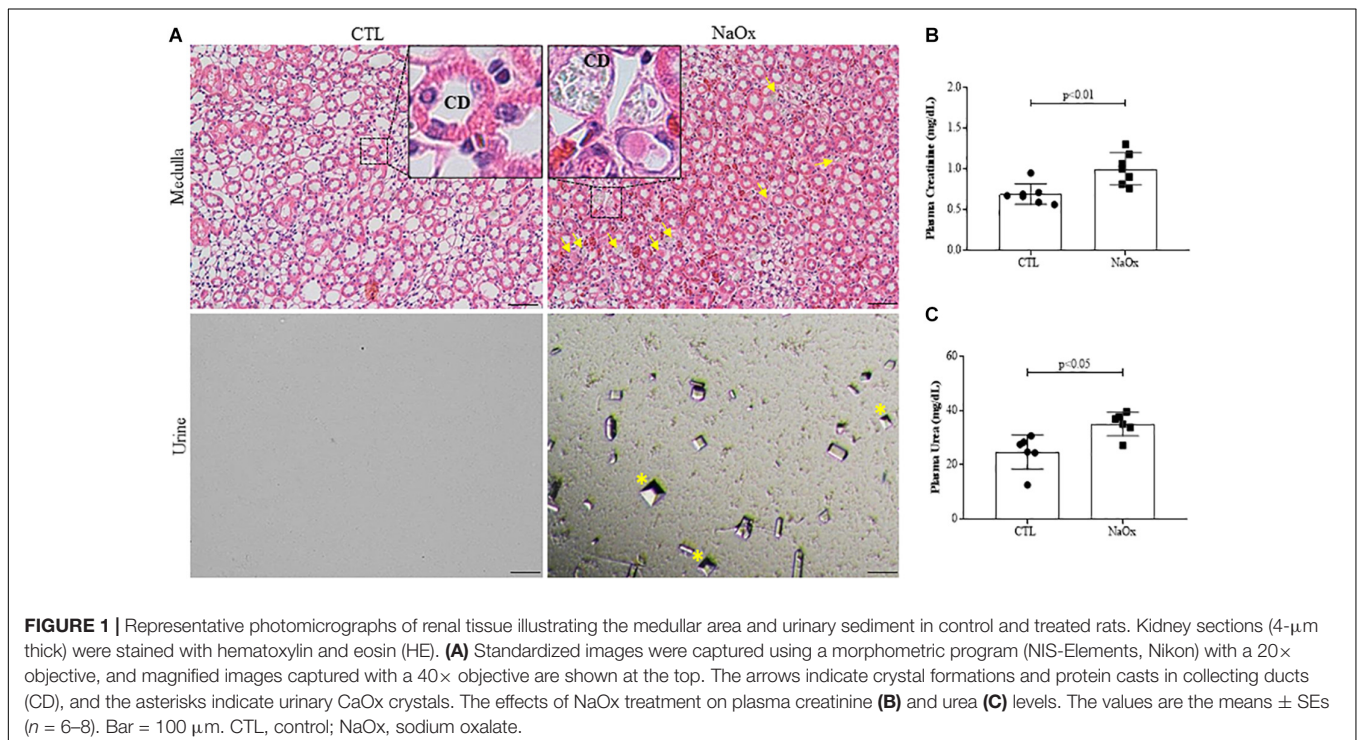 A
CTL
NaOx
CD
CD
Medulla
Urine
*
*
*
B
2.0
1.5
1.0
0.5
0.0
Plasma Creatinine (mg/dL)
p<0.01
CTL
NaOx
C
60
40
20
0
Plasma Urea (mg/dL)
p<0.05
CTL
NaOx
FIGURE 1 | Representative photomicrographs of renal tissue illustrating the medullar area and urinary sediment in control and treated rats. Kidney sections (4-μm
thick) were stained with hematoxylin and eosin (HE). (A) Standardized images were captured using a morphometric program (NIS-Elements, Nikon) with a 20×
objective, and magnified images captured with a 40× objective are shown at the top. The arrows indicate crystal formations and protein casts in collecting ducts
(CD), and the asterisks indicate urinary CaOx crystals. The effects of NaOx treatment on plasma creatinine (B) and urea (C) levels. The values are the means ± SEs
(n = 6–8). Bar = 100 μm. CTL, control; NaOx, sodium oxalate.